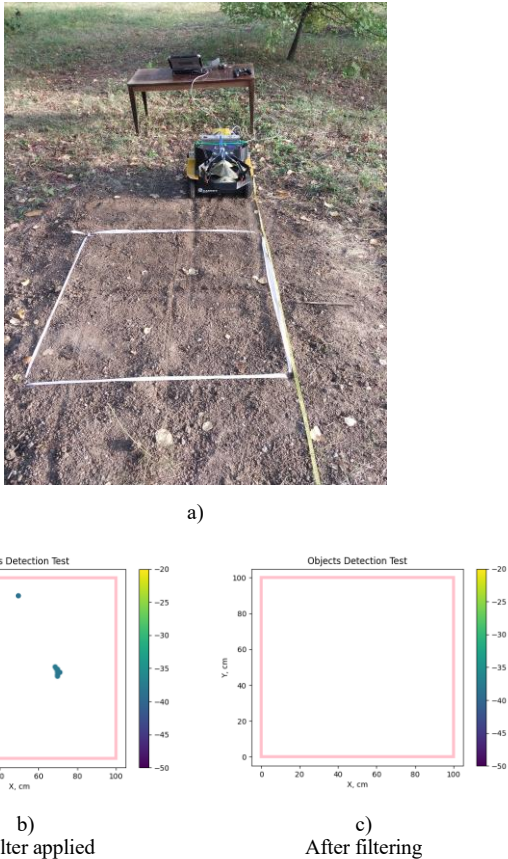 a)
s Detection Test
−20
−25
−30
−35
−40
−45
−50
60
80
100
X, cm
b)
lter applied
Objects Detection Test
100
80
60
40
20
0
Y, cm
0
20
40
60
80
100
X, cm
−20
−25
−30
−35
−40
−45
−50
c)
After filtering